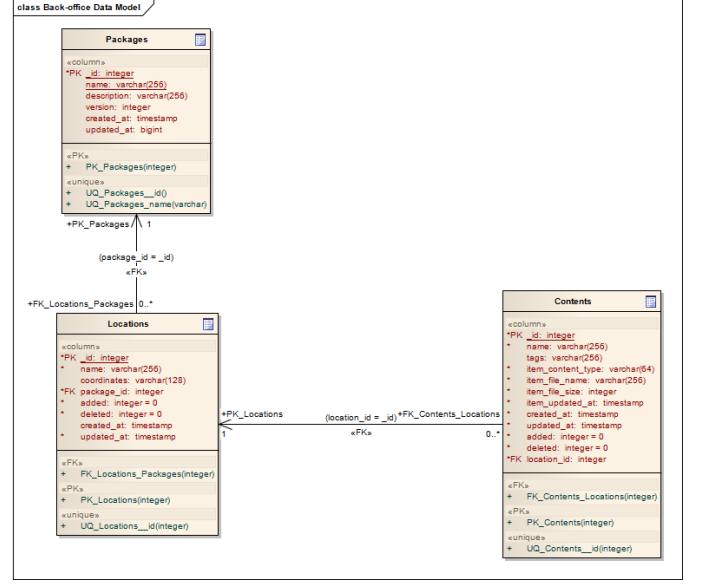 class Back-office Data Model
Packages
«column»
*PK _id: integer
name: varchar(256)
description: varchar(256)
version: integer
created_at: timestamp
updated_at: bigint
«PK»
+ PK_Packages(integer)
«unique»
+ UQ_Packages__id()
+ UQ_Packages_name(varchar)
+PK_Packages 1
(package_id = _id)
«FK»
+FK_Locations_Packages 0..*
Locations
«column»
*PK _id: integer
* name: varchar(256)
coordinates: varchar(128)
*FK package_id: integer
* added: integer = 0
* deleted: integer = 0
created_at: timestamp
* updated_at: timestamp
«FK»
+ FK_Locations_Packages(integer)
«PK»
+ PK_Locations(integer)
«unique»
+ UQ_Locations__id(integer)
+PK_Locations
1
(location_id = _id)
«FK»
+FK_Contents_Locations
0..*
Contents
«column»
*PK _id: integer
* name: varchar(256)
tags: varchar(256)
* item_content_type: varchar(64)
* item_file_name: varchar(256)
* item_file_size: integer
* item_updated_at: timestamp
* created_at: timestamp
* updated_at: timestamp
* added: integer = 0
* deleted: integer = 0
*FK location_id: integer
«FK»
+ FK_Contents_Locations(integer)
«PK»
+ PK_Contents(integer)
«unique»
+ UQ_Contents__id(integer)